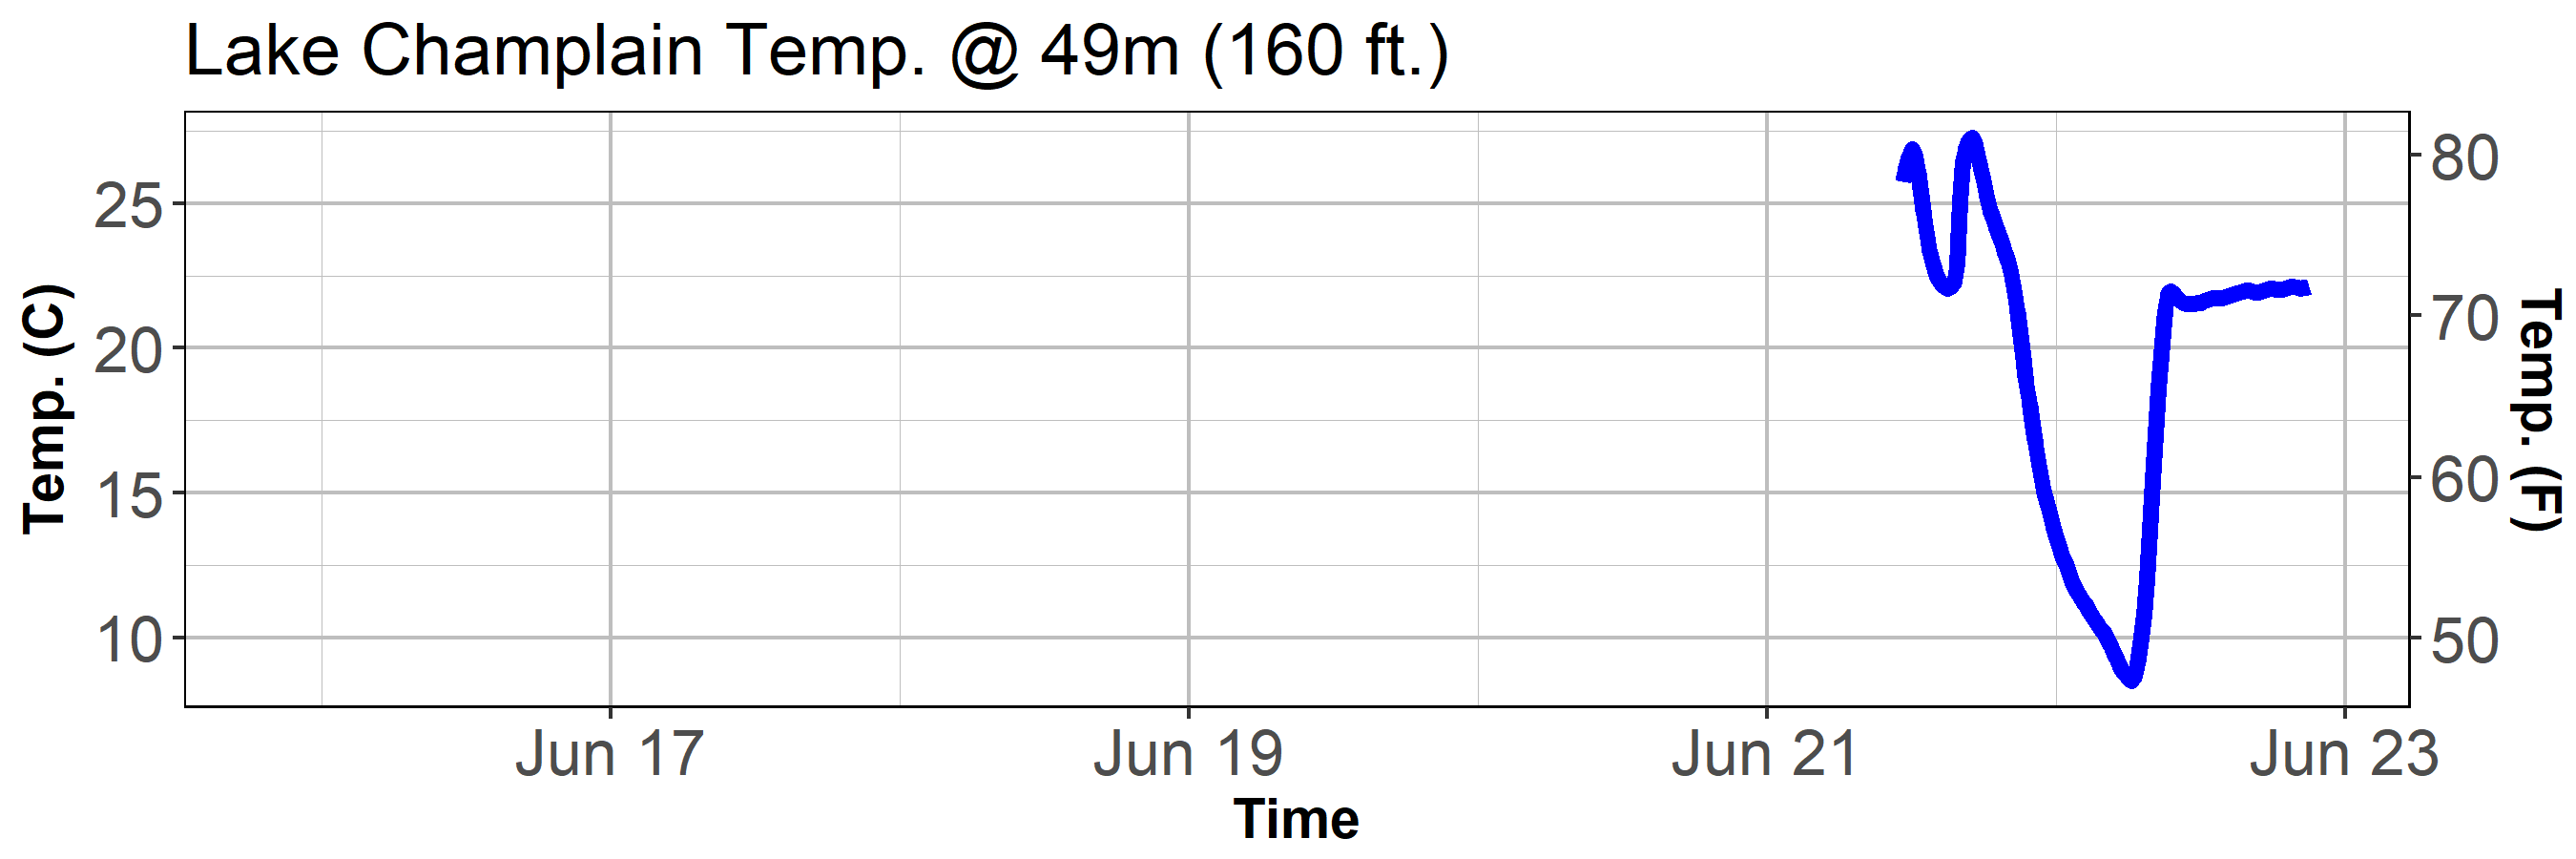 Lake Champlain Temp. @ 49m (160 ft.)
Temp. (C)
25
20
15
10
80
70
60
50
Temp. (F)
Jun 17
Jun 19
Jun 21
Jun 23
Time